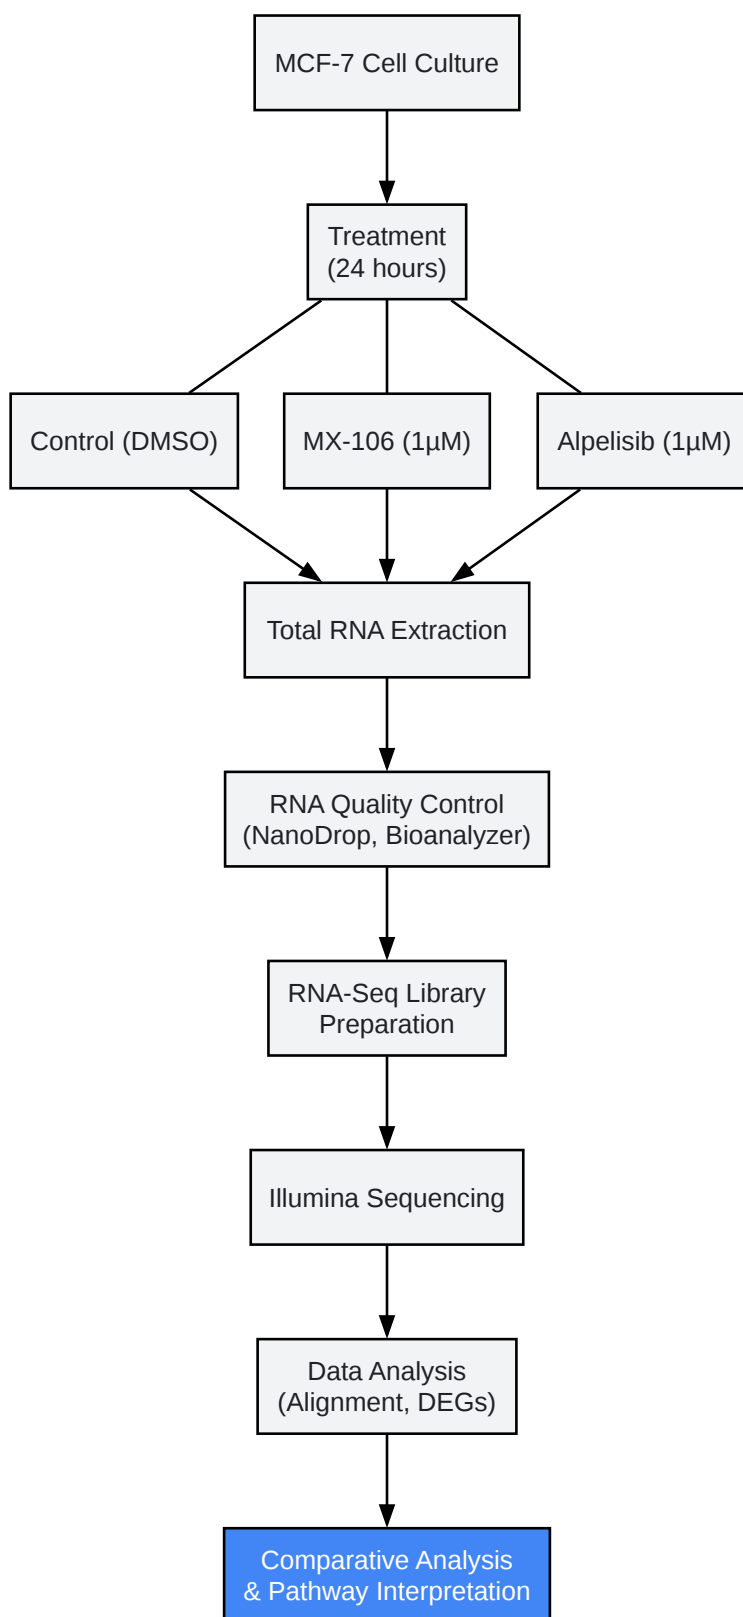 MCF-7 Cell Culture
Treatment
(24 hours)
Control (DMSO)
MX-106 (1µM)
Alpelisib (1µM)
Total RNA Extraction
RNA Quality Control
(NanoDrop, Bioanalyzer)
RNA-Seq Library
Preparation
Illumina Sequencing
Data Analysis
(Alignment, DEGs)
Comparative Analysis
& Pathway Interpretation